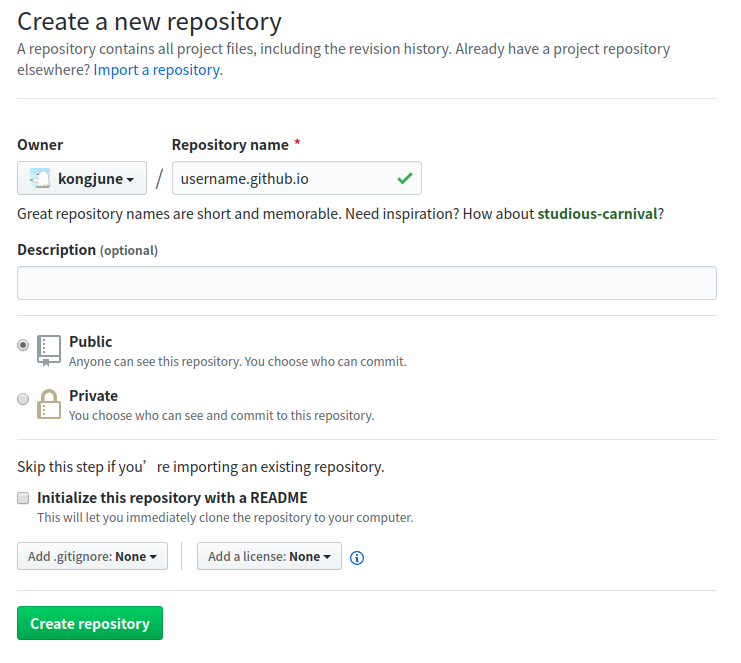 Create a new repository
A repository contains all project files, including the revision history. Already have a project repository
elsewhere? Import a repository.
Owner
Repository name *
kongjune
/
username.github.io
Great repository names are short and memorable. Need inspiration? How about studious-carnival?
Description (optional)
Public
Anyone can see this repository. You choose who can commit.
Private
You choose who can see and commit to this repository.
Skip this step if you’re importing an existing repository.
Initialize this repository with a README
This will let you immediately clone the repository to your computer.
Add .gitignore: None
Add a license: None
Create repository